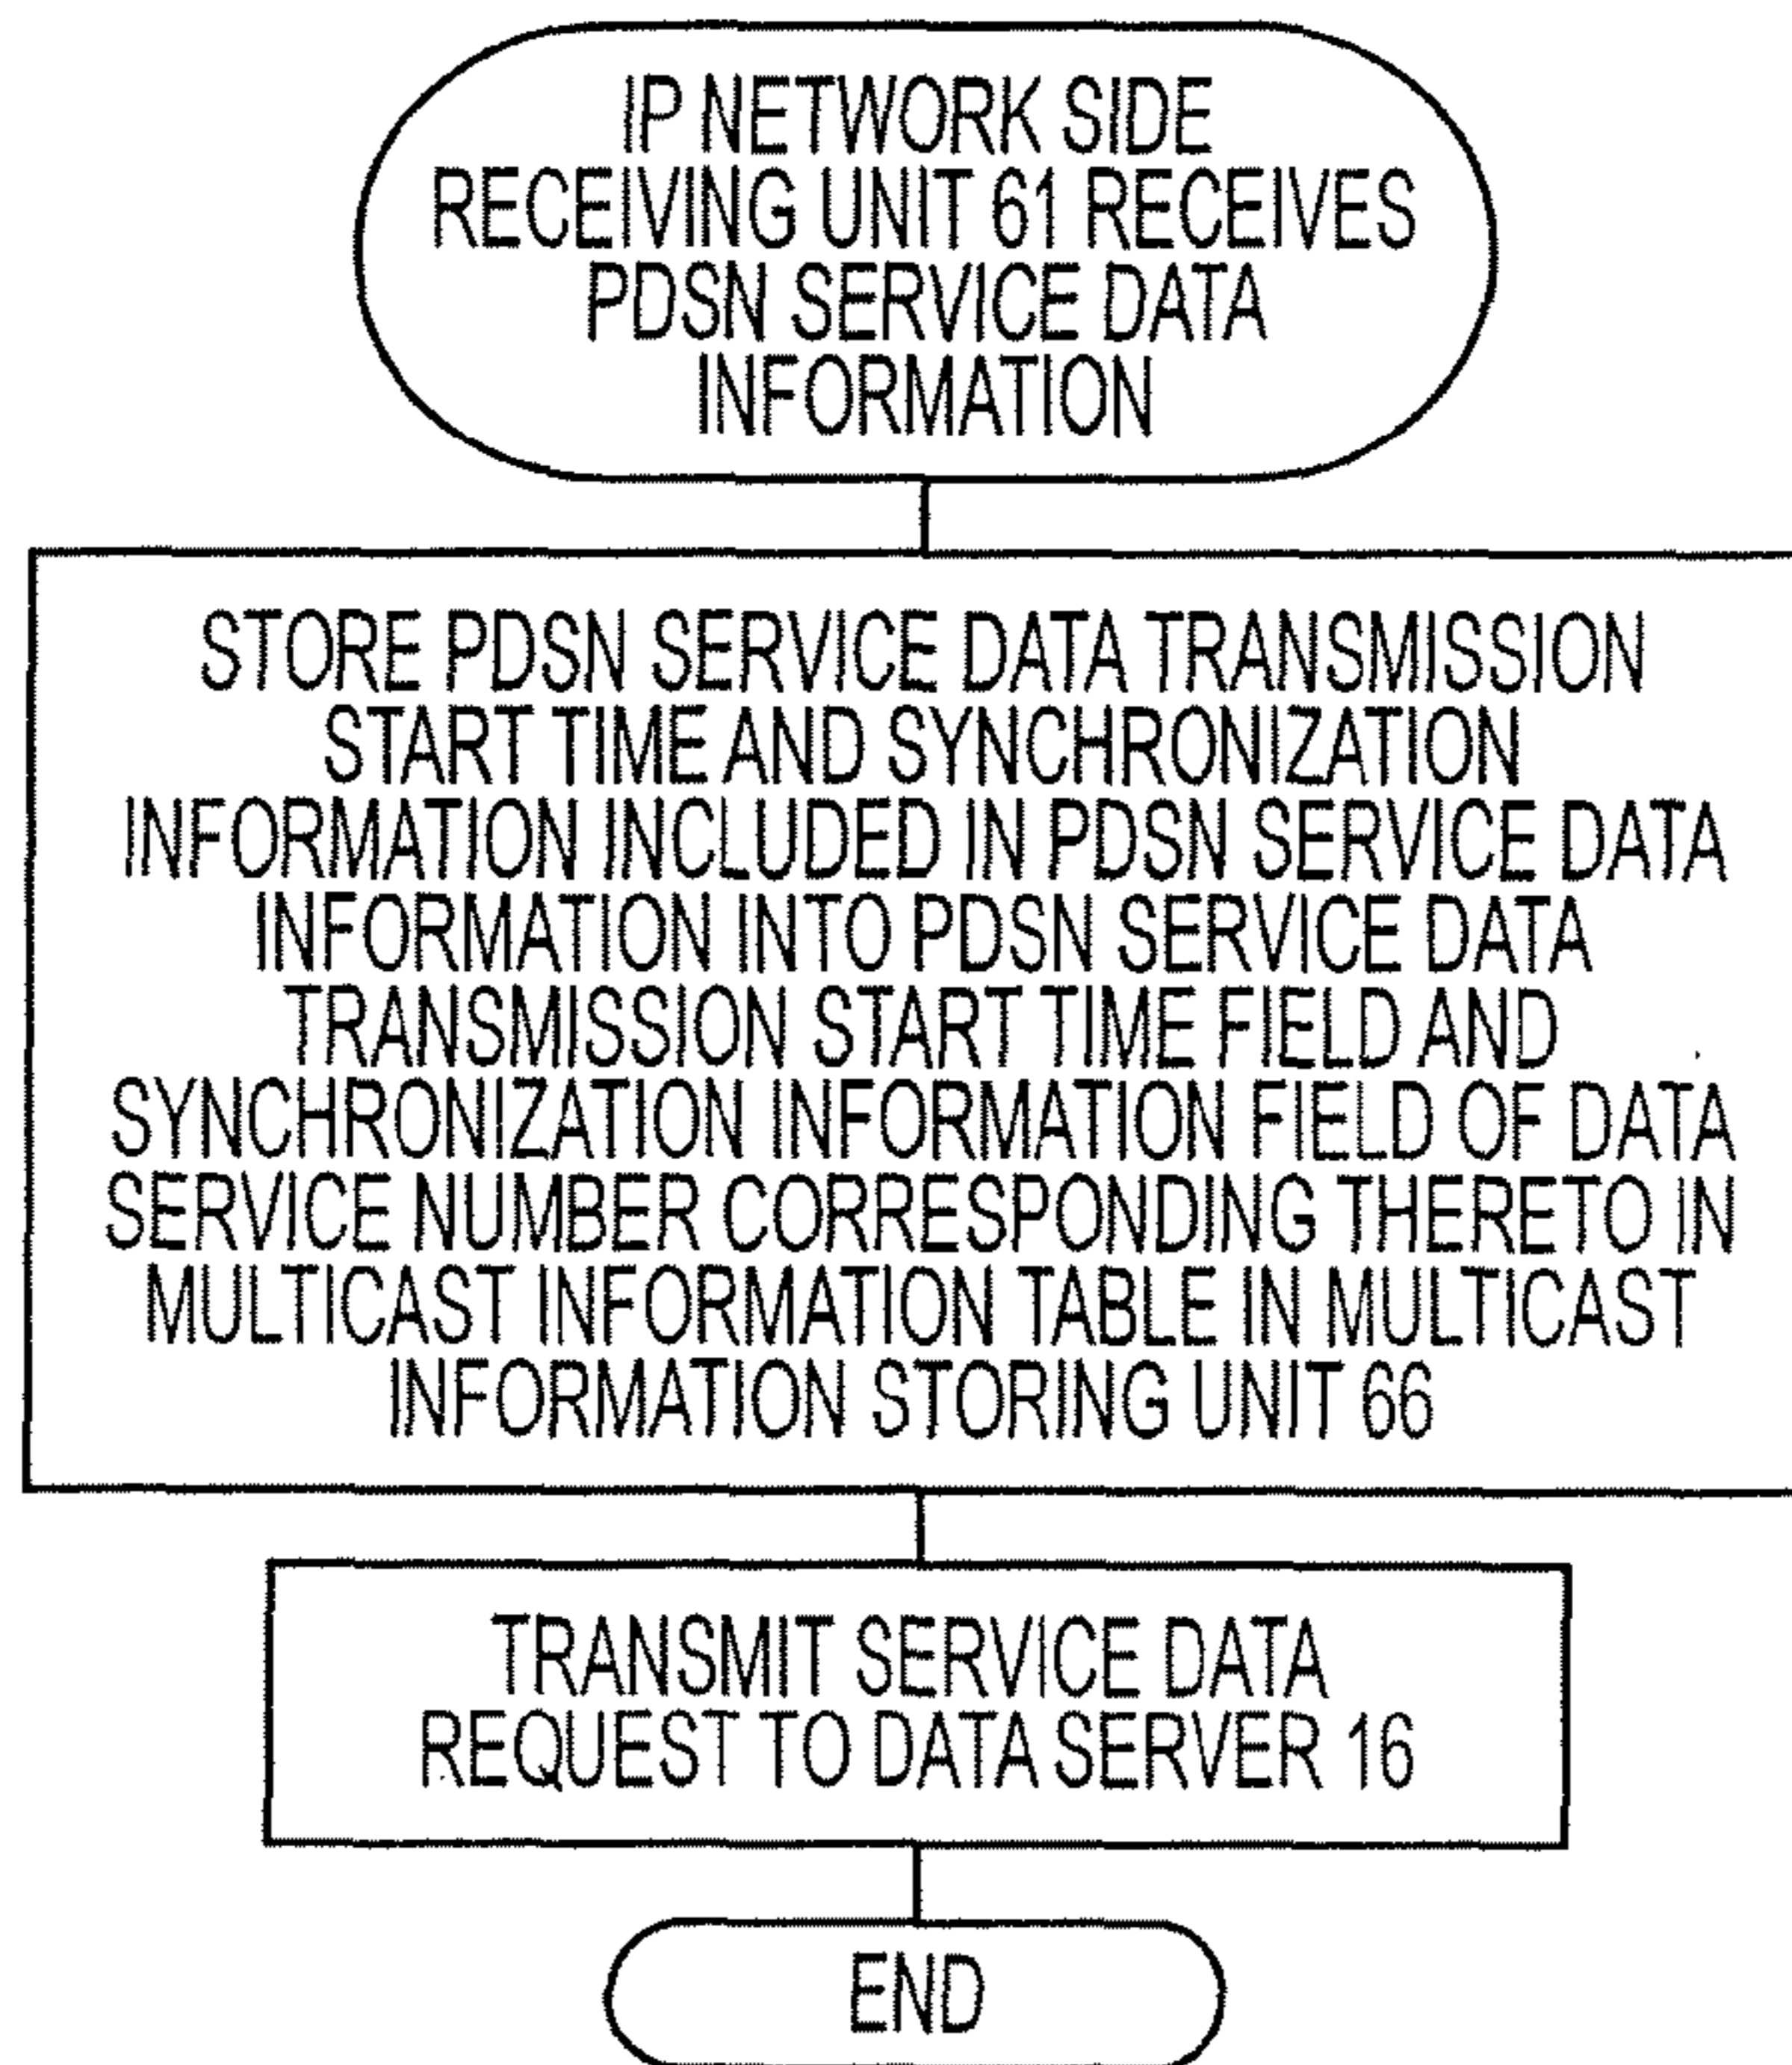 IP NETWORK SIDE
RECEIVING UNIT 61 RECEIVES
PDSN SERVICE DATA
INFORMATION
STORE PDSN SERVICE DATA TRANSMISSION
START TIME AND SYNCHRONIZATION
INFORMATION INCLUDED IN PDSN SERVICE DATA
INFORMATION INTO PDSN SERVICE DATA
TRANSMISSION START TIME FIELD AND
SYNCHRONIZATION INFORMATION FIELD OF DATA
SERVICE NUMBER CORRESPONDING THERETO IN
MULTICAST INFORMATION TABLE IN MULTICAST
INFORMATION STORING UNIT 66
TRANSMIT SERVICE DATA
REQUEST TO DATA SERVER 16
END